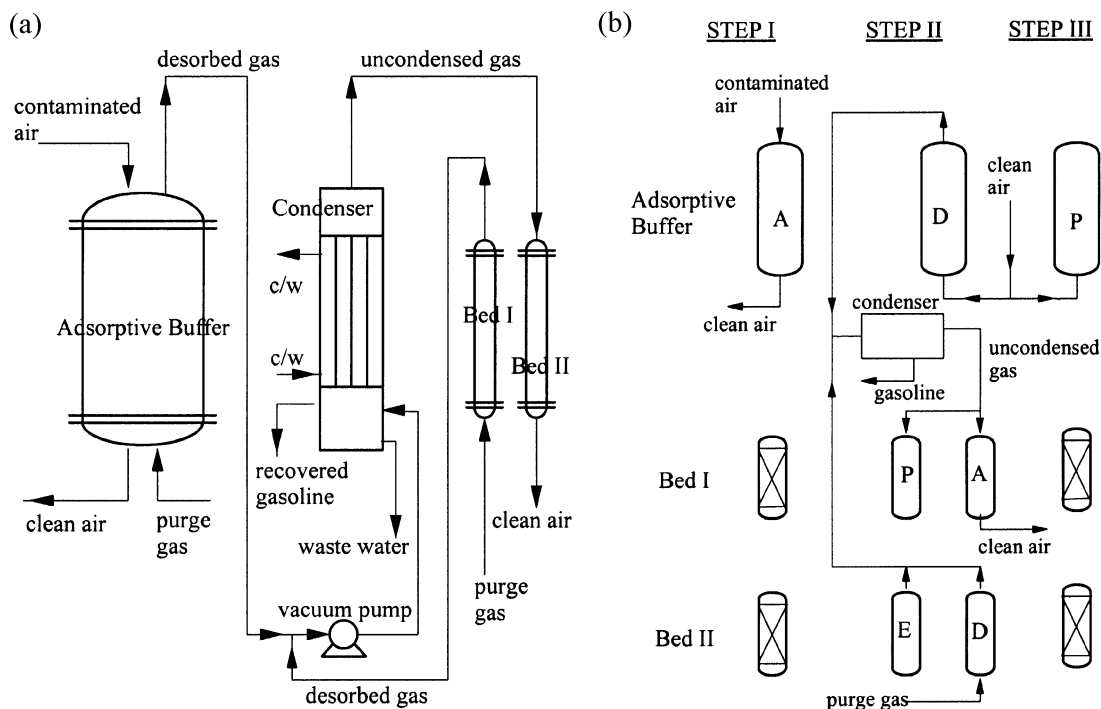 (a)
desorbed gas
uncondensed gas
contaminated
air
Condenser
c/w
Adsorptive Buffer
c/w
Bed I
Bed II
recovered
gasoline
clean air
purge
gas
waste water
clean air
purge
gas
vacuum pump
desorbed gas
(b)
STEP I
STEP II
STEP III
contaminated
air
clean
air
Adsorptive
Buffer
A
D
P
clean air
condenser
uncondensed
gas
gasoline
Bed I
P
A
clean air
Bed II
E
D
purge gas